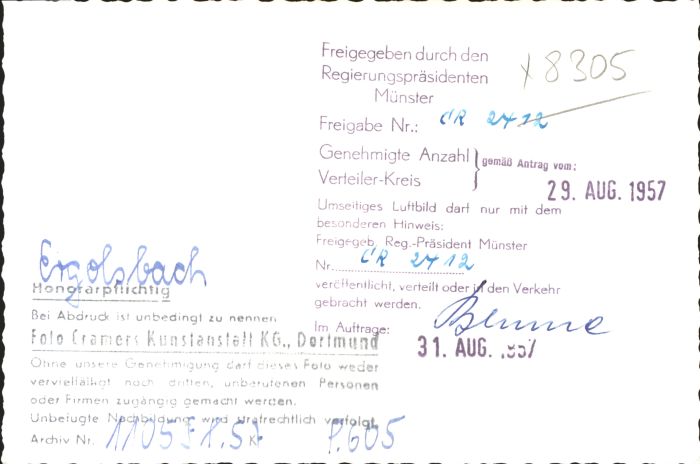 Freigegeben durch den
Regierungspräsidenten
Münster
x8305
Freigabe Nr.: CR 2412
Genehmigte Anzahl } gemäß Antrag vom:
Verteiler-Kreis
29. AUG. 1957
Umseitiges Luftbild darf nur mit dem
besonderen Hinweis:
Freigegeb. Reg.-Präsident Münster
Nr. CR 2412
veröffentlicht, verteilt oder in den Verkehr
gebracht werden.
Im Auftrage:
31. AUG. 1957
Ergolsbach
Honorarpflichtig
Bei Abdruck ist unbedingt zu nennen
Foto Cramers Kunstanstalt KG., Dortmund
Ohne unsere Genehmigung darf dieses Foto weder
vervielfältigt noch dritten, unberufenen Personen
oder Firmen zugängig gemacht werden.
Unbefugte Nachbildung wird strafrechtlich verfolgt.
Archiv Nr. P.605